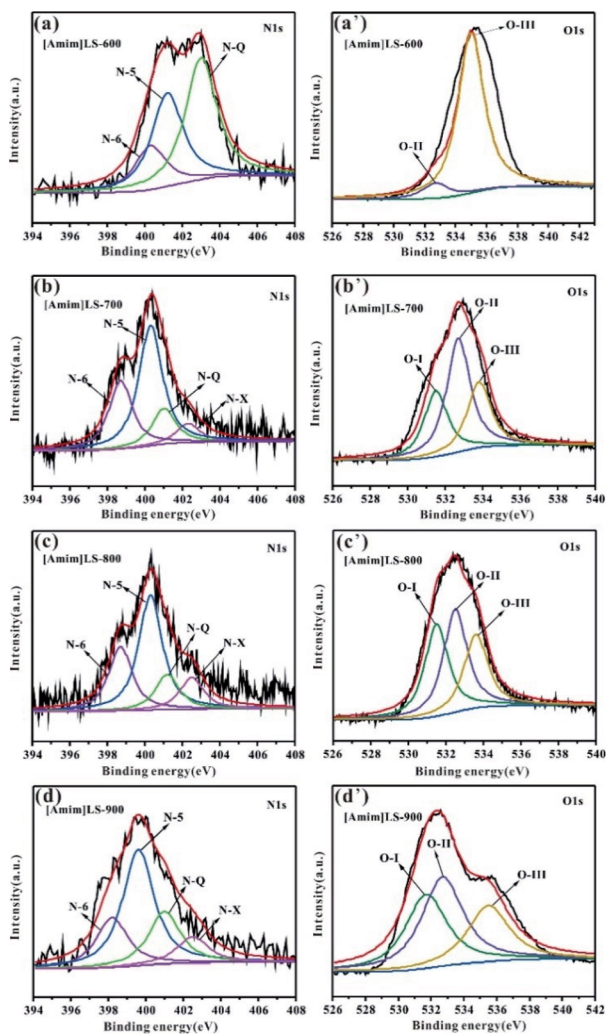 (a)
[Amim]LS-600
N1s
N-Q
N-5
N-6
Intensity(a.u.)
394 396 398 400 402 404 406 408
Binding energy(eV)
(a')
[Amim]LS-600
O-III
O1s
O-II
Intensity(a.u.)
526 528 530 532 534 536 538 540 542
Binding energy(eV)
(b)
[Amim]LS-700
N1s
N-5
N-6
N-Q
N-X
Intensity(a.u.)
394 396 398 400 402 404 406 408
Binding energy(eV)
(b')
[Amim]LS-700
O1s
O-II
O-I
O-III
Intensity(a.u.)
526 528 530 532 534 536 538 540
Binding energy(eV)
(c)
[Amim]LS-800
N1s
N-5
N-6
N-Q
N-X
Intensity(a.u.)
394 396 398 400 402 404 406 408
Binding energy(eV)
(c')
[Amim]LS-800
O1s
O-II
O-I
O-III
Intensity(a.u.)
526 528 530 532 534 536 538 540
Binding energy(eV)
(d)
[Amim]LS-900
N1s
N-5
N-Q
N-6
N-X
Intensity(a.u.)
394 396 398 400 402 404 406 408
Binding energy(eV)
(d')
[Amim]LS-900
O1s
O-II
O-I
O-III
Intensity(a.u.)
526 528 530 532 534 536 538 540 542
Binding energy(eV)